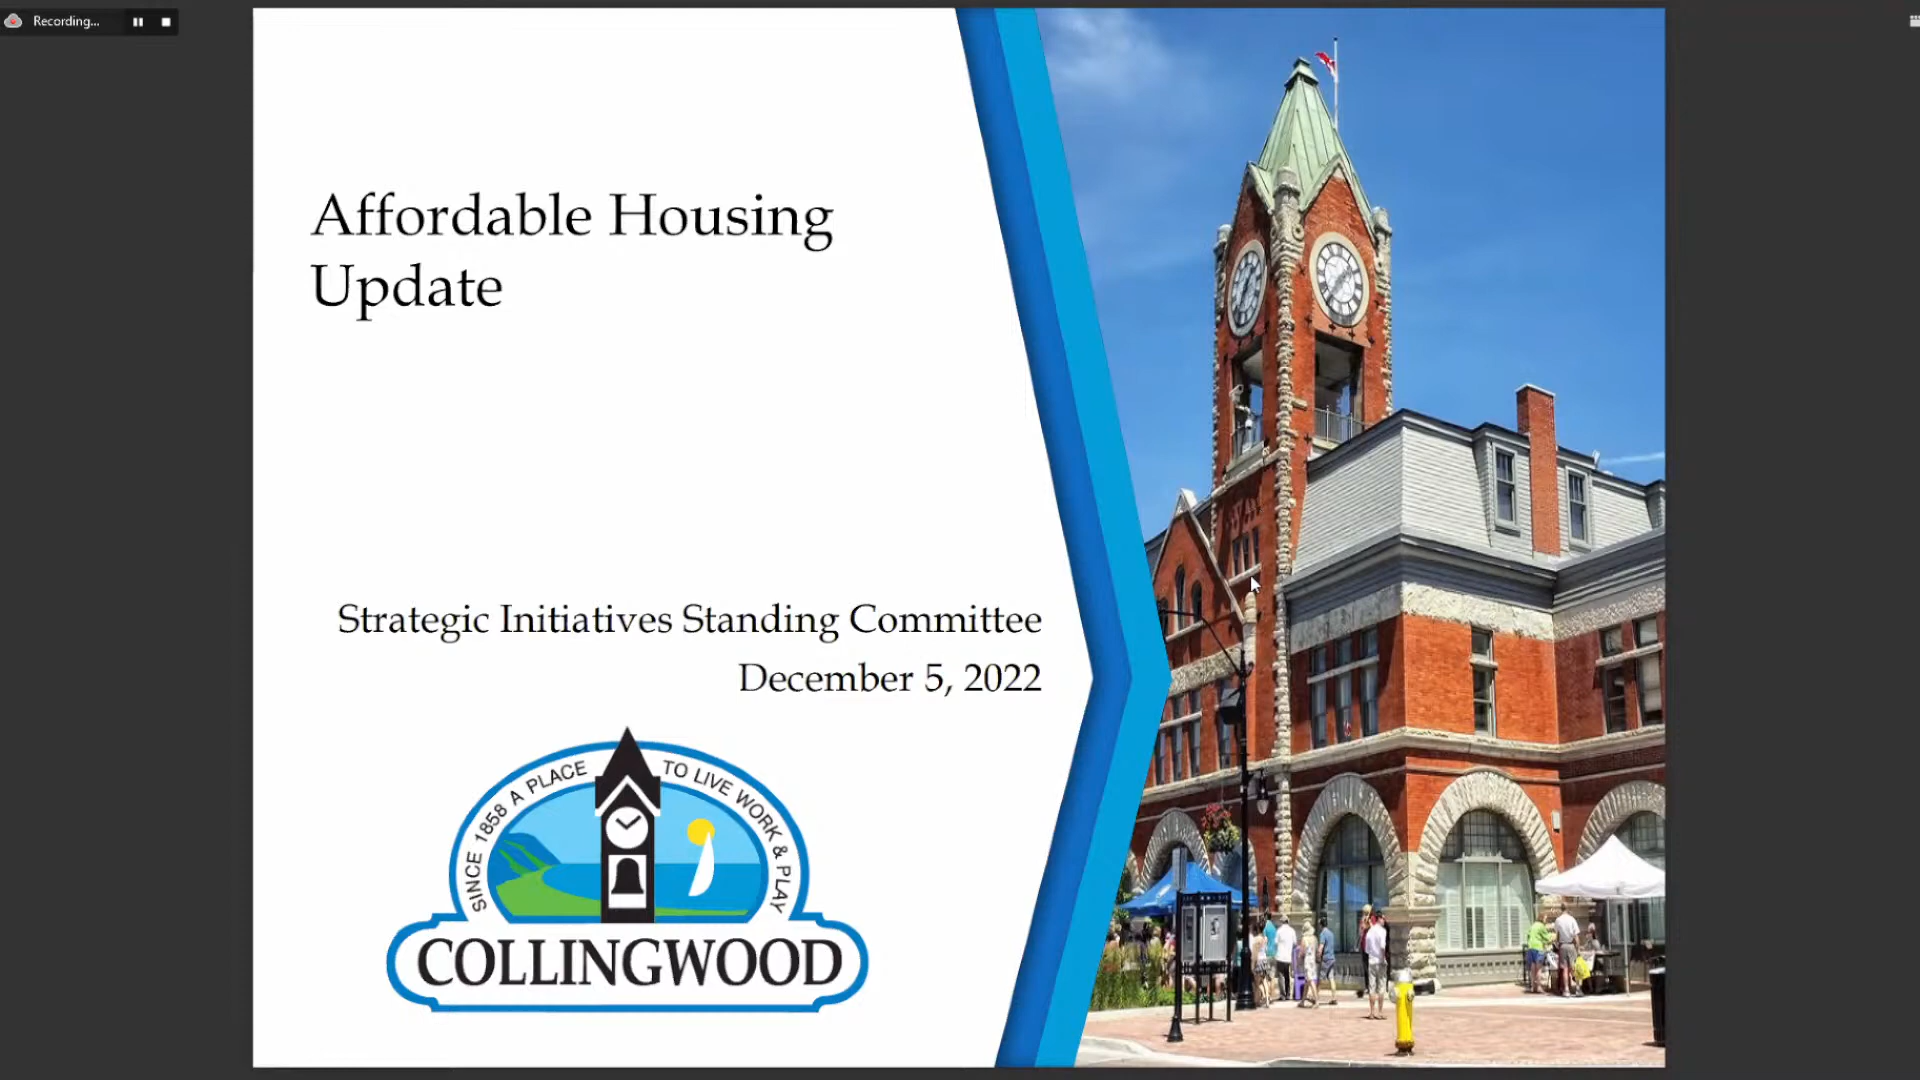 Recording...
Affordable Housing
Update
Strategic Initiatives Standing Committee
December 5, 2022
SINCE 1858 A PLACE TO LIVE WORK & PLAY
COLLINGWOOD